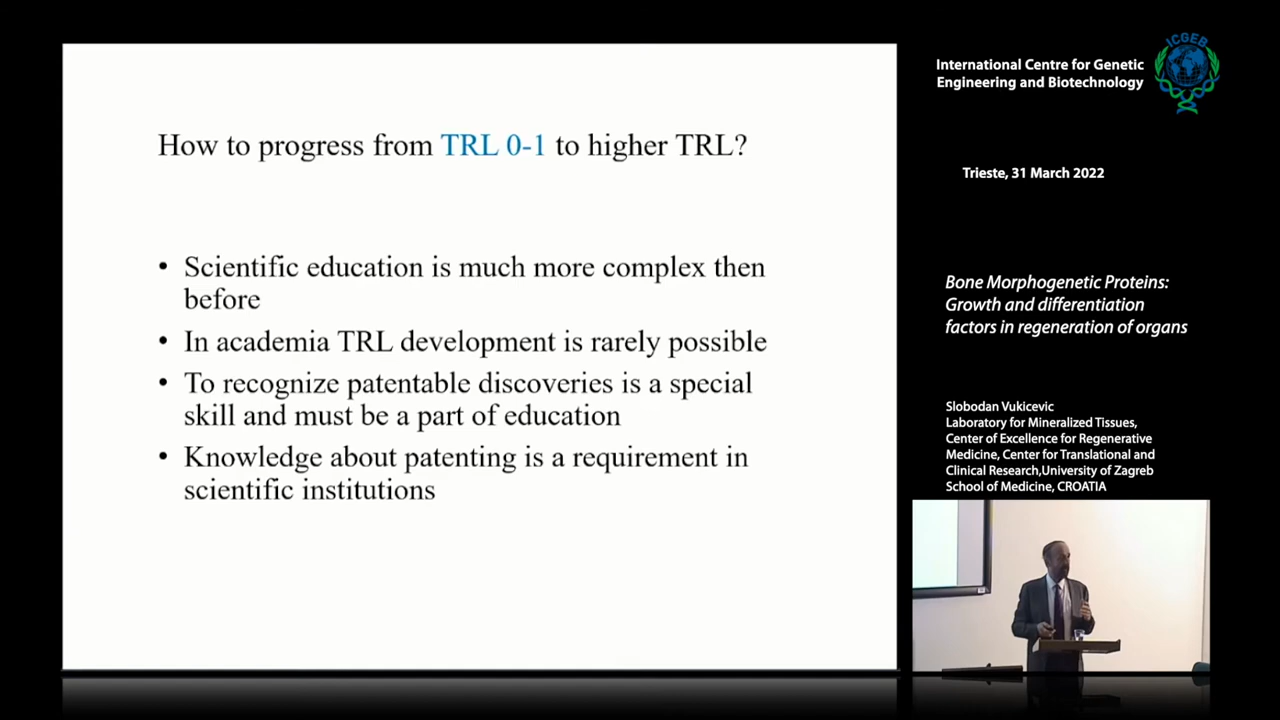 How to progress from TRL 0-1 to higher TRL?
• Scientific education is much more complex then
before
• In academia TRL development is rarely possible
• To recognize patentable discoveries is a special
skill and must be a part of education
• Knowledge about patenting is a requirement in
scientific institutions
International Centre for Genetic
Engineering and Biotechnology
ICGEB
Trieste, 31 March 2022
Bone Morphogenetic Proteins:
Growth and differentiation
factors in regeneration of organs
Slobodan Vukicevic
Laboratory for Mineralized Tissues,
Center of Excellence for Regenerative
Medicine, Center for Translational and
Clinical Research,University of Zagreb
School of Medicine, CROATIA